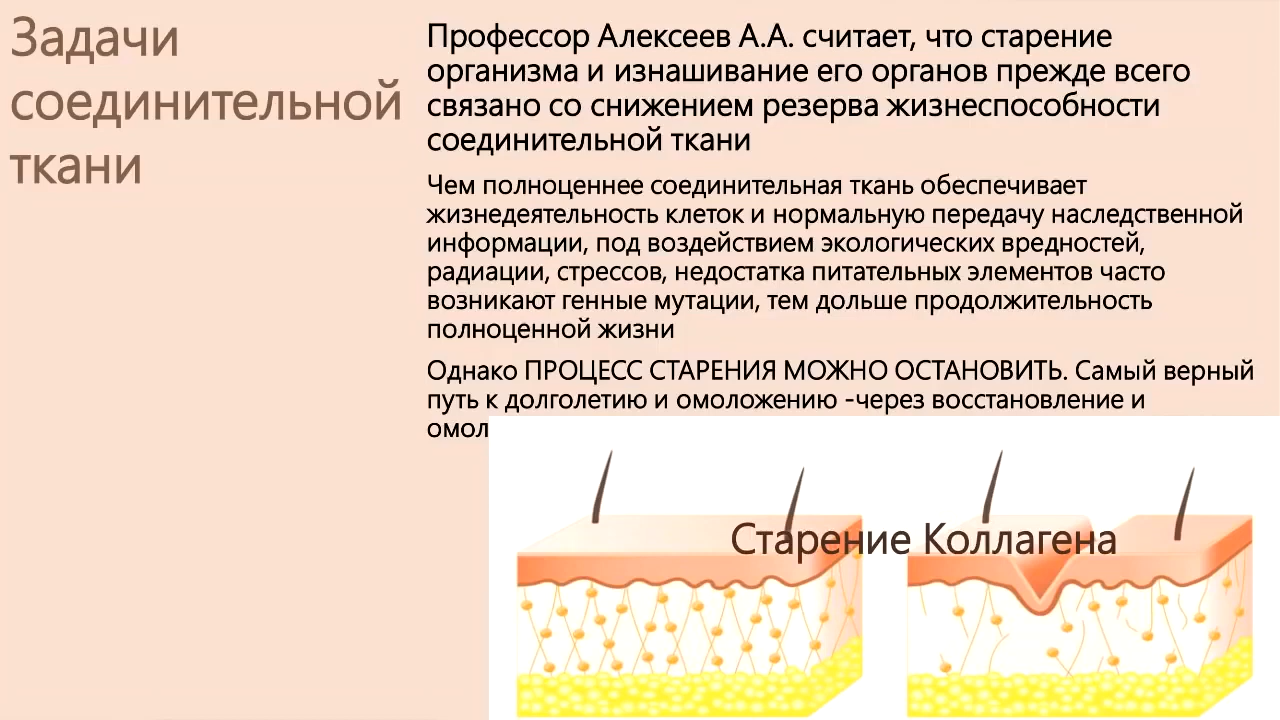 Задачи
соединительной
ткани
Профессор Алексеев А.А. считает, что старение
организма и изнашивание его органов прежде всего
связано со снижением резерва жизнеспособности
соединительной ткани
Чем полноценнее соединительная ткань обеспечивает
жизнедеятельность клеток и нормальную передачу наследственной
информации, под воздействием экологических вредностей,
радиации, стрессов, недостатка питательных элементов часто
возникают генные мутации, тем дольше продолжительность
полноценной жизни
Однако ПРОЦЕСС СТАРЕНИЯ МОЖНО ОСТАНОВИТЬ. Самый верный
путь к долголетию и омоложению -через восстановление и
Старение Коллагена